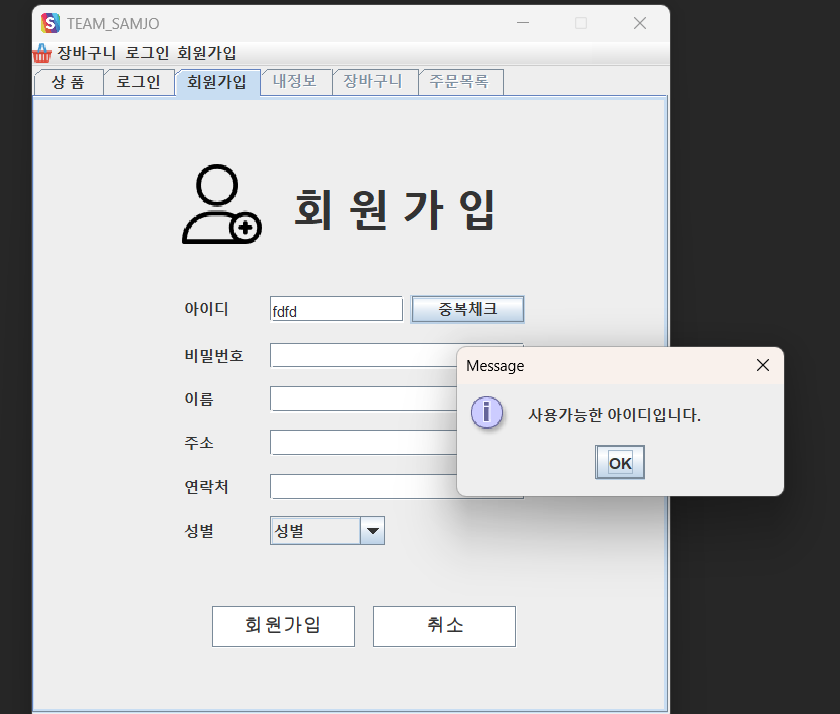 TEAM_SAMJO
장바구니 로그인 회원가입
상 품 로그인 회원가입 내정보 장바구니 주문목록
회 원 가 입
아이디 fdfd 중복체크
비밀번호
Message
이름
사용가능한 아이디입니다.
주소
OK
연락처
성별 성별
회원가입 취소